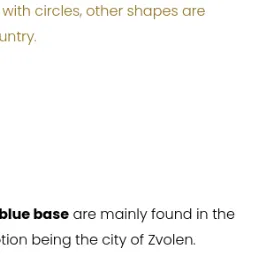 with circles, other shapes are
untry.
blue base are mainly found in the
tion being the city of Zvolen.